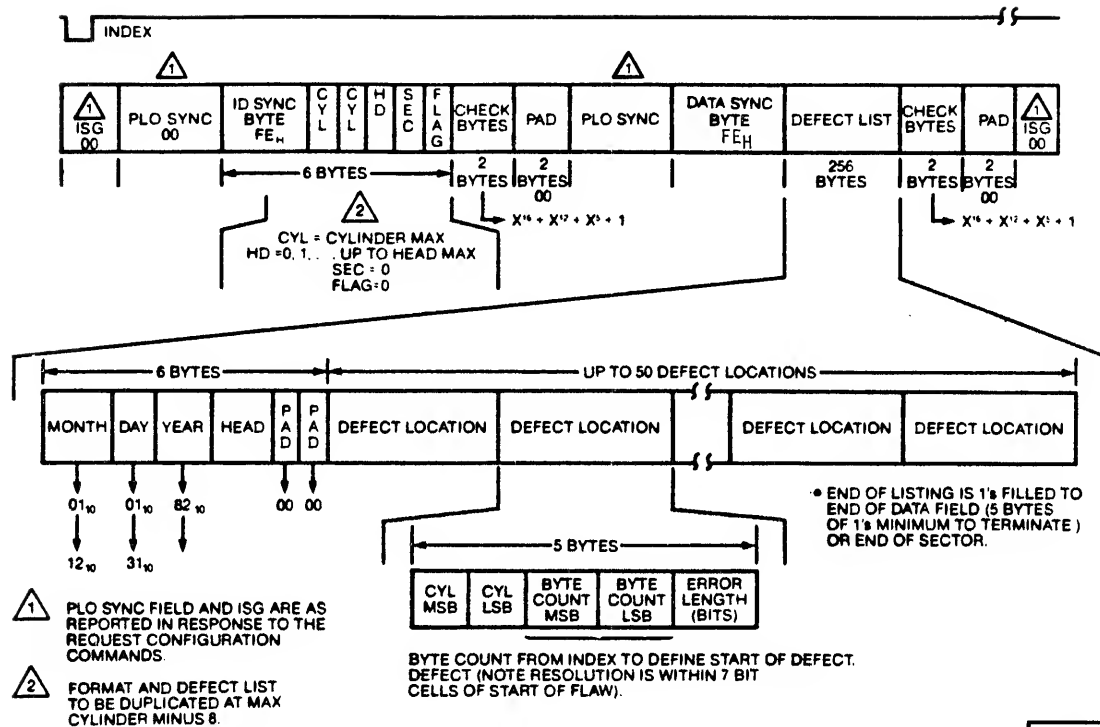 INDEX
1
1
1
ISG
00
PLO SYNC
00
ID SYNC
BYTE
FEH
CYL
CYL
HD
SEC
FLAG
CHECK
BYTES
PAD
PLO SYNC
DATA SYNC
BYTE
FEH
DEFECT LIST
CHECK
BYTES
PAD
1
ISG
00
6 BYTES
2
BYTES
2
BYTES
00
256
BYTES
2
BYTES
2
BYTES
00
X¹⁶ + X¹² + X⁵ + 1
X¹⁶ + X¹² + X⁵ + 1
2
CYL = CYLINDER MAX
HD =0, 1, . . UP TO HEAD MAX
SEC = 0
FLAG=0
6 BYTES
UP TO 50 DEFECT LOCATIONS
MONTH
DAY
YEAR
HEAD
PAD
PAD
DEFECT LOCATION
DEFECT LOCATION
DEFECT LOCATION
DEFECT LOCATION
01₁₀
01₁₀
82₁₀
00
00
12₁₀
31₁₀
• END OF LISTING IS 1's FILLED TO
END OF DATA FIELD (5 BYTES
OF 1's MINIMUM TO TERMINATE )
OR END OF SECTOR.
5 BYTES
CYL
MSB
CYL
LSB
BYTE
COUNT
MSB
BYTE
COUNT
LSB
ERROR
LENGTH
(BITS)
1 PLO SYNC FIELD AND ISG ARE AS
REPORTED IN RESPONSE TO THE
REQUEST CONFIGURATION
COMMANDS.
BYTE COUNT FROM INDEX TO DEFINE START OF DEFECT.
DEFECT (NOTE RESOLUTION IS WITHIN 7 BIT
CELLS OF START OF FLAW).
2 FORMAT AND DEFECT LIST
TO BE DUPLICATED AT MAX
CYLINDER MINUS 8.